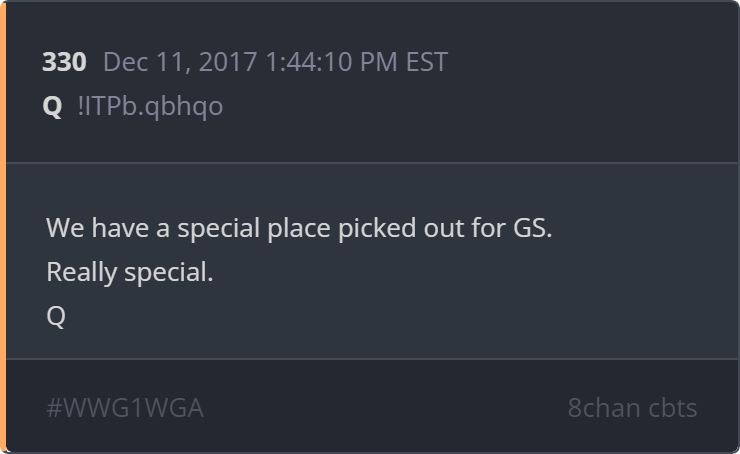 330 Dec 11, 2017 1:44:10 PM EST
Q !ITPb.qbhqo
We have a special place picked out for GS.
Really special.
Q
#WWG1WGA 8chan cbts